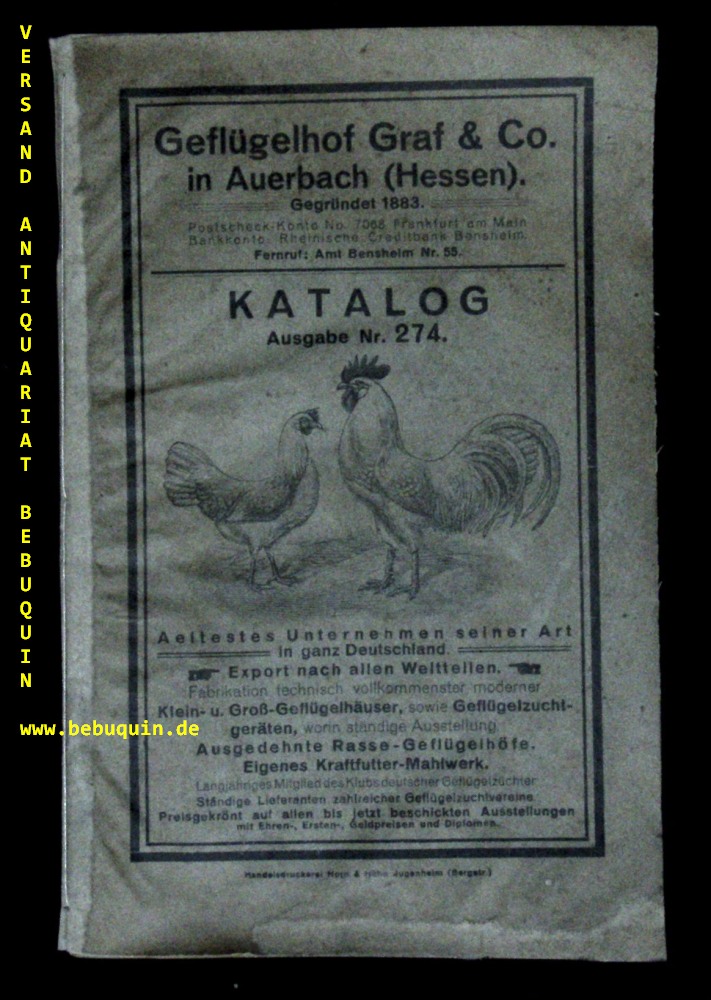 VERSAND ANTIQUARIAT BEBUQUIN
www.bebuquin.de
Geflügelhof Graf & Co.
in Auerbach (Hessen).
Gegründet 1883.
Postscheck-Konto No. 7068 Frankfurt am Main
Bankkonto: Rheinische Creditbank Bensheim.
Fernruf: Amt Bensheim Nr. 55.
KATALOG
Ausgabe Nr. 274.
Aeltestes Unternehmen seiner Art
in ganz Deutschland.
Export nach allen Weltteilen.
Fabrikation technisch vollkommenster moderner
Klein- u. Groß-Geflügelhäuser, sowie Geflügelzucht-
geräten, worin ständige Ausstellung
Ausgedehnte Rasse-Geflügelhöfe.
Eigenes Kraftfutter-Mahlwerk.
Langjähriges Mitglied des Klubs deutscher Geflügelzüchter
Ständige Lieferanten zahlreicher Geflügelzuchtvereine.
Preisgekrönt auf allen bis jetzt beschickten Ausstellungen
mit Ehren-, Ersten-, Geldpreisen und Diplomen.
Handelsdruckerei & Jugenheim (Bergstr.)